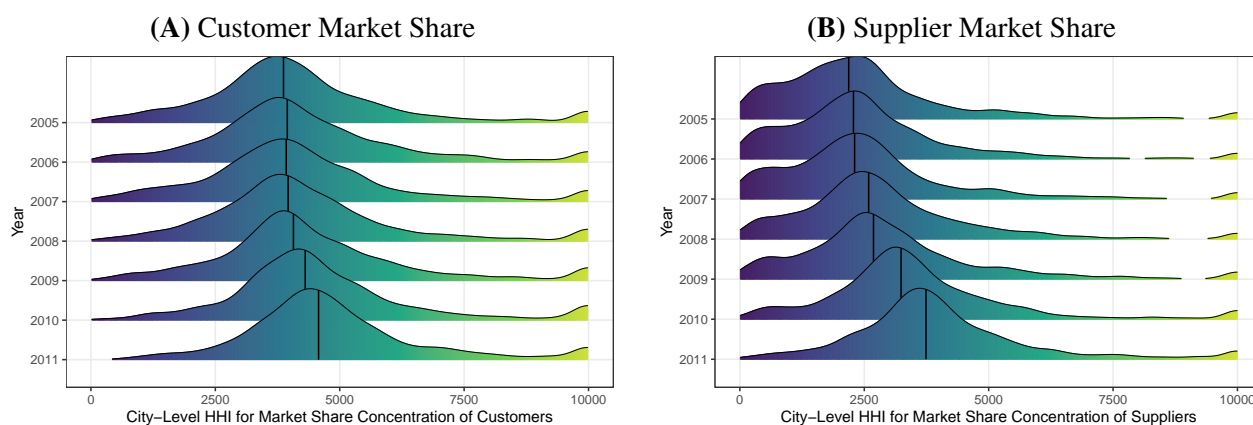 (A) Customer Market Share
2005
2006
2007
2008
2009
2010
2011
Year
0 2500 5000 7500 10000
City−Level HHI for Market Share Concentration of Customers
(B) Supplier Market Share
2005
2006
2007
2008
2009
2010
2011
Year
0 2500 5000 7500 10000
City−Level HHI for Market Share Concentration of Suppliers